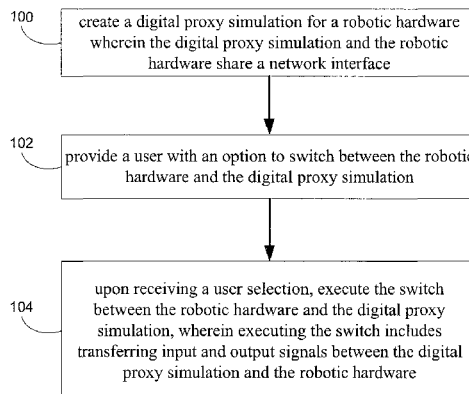 100
create a digital proxy simulation for a robotic hardware
wherein the digital proxy simulation and the robotic
hardware share a network interface
102
provide a user with an option to switch between the robotic
hardware and the digital proxy simulation
104
upon receiving a user selection, execute the switch
between the robotic hardware and the digital proxy
simulation, wherein executing the switch includes
transferring input and output signals between the digital
proxy simulation and the robotic hardware